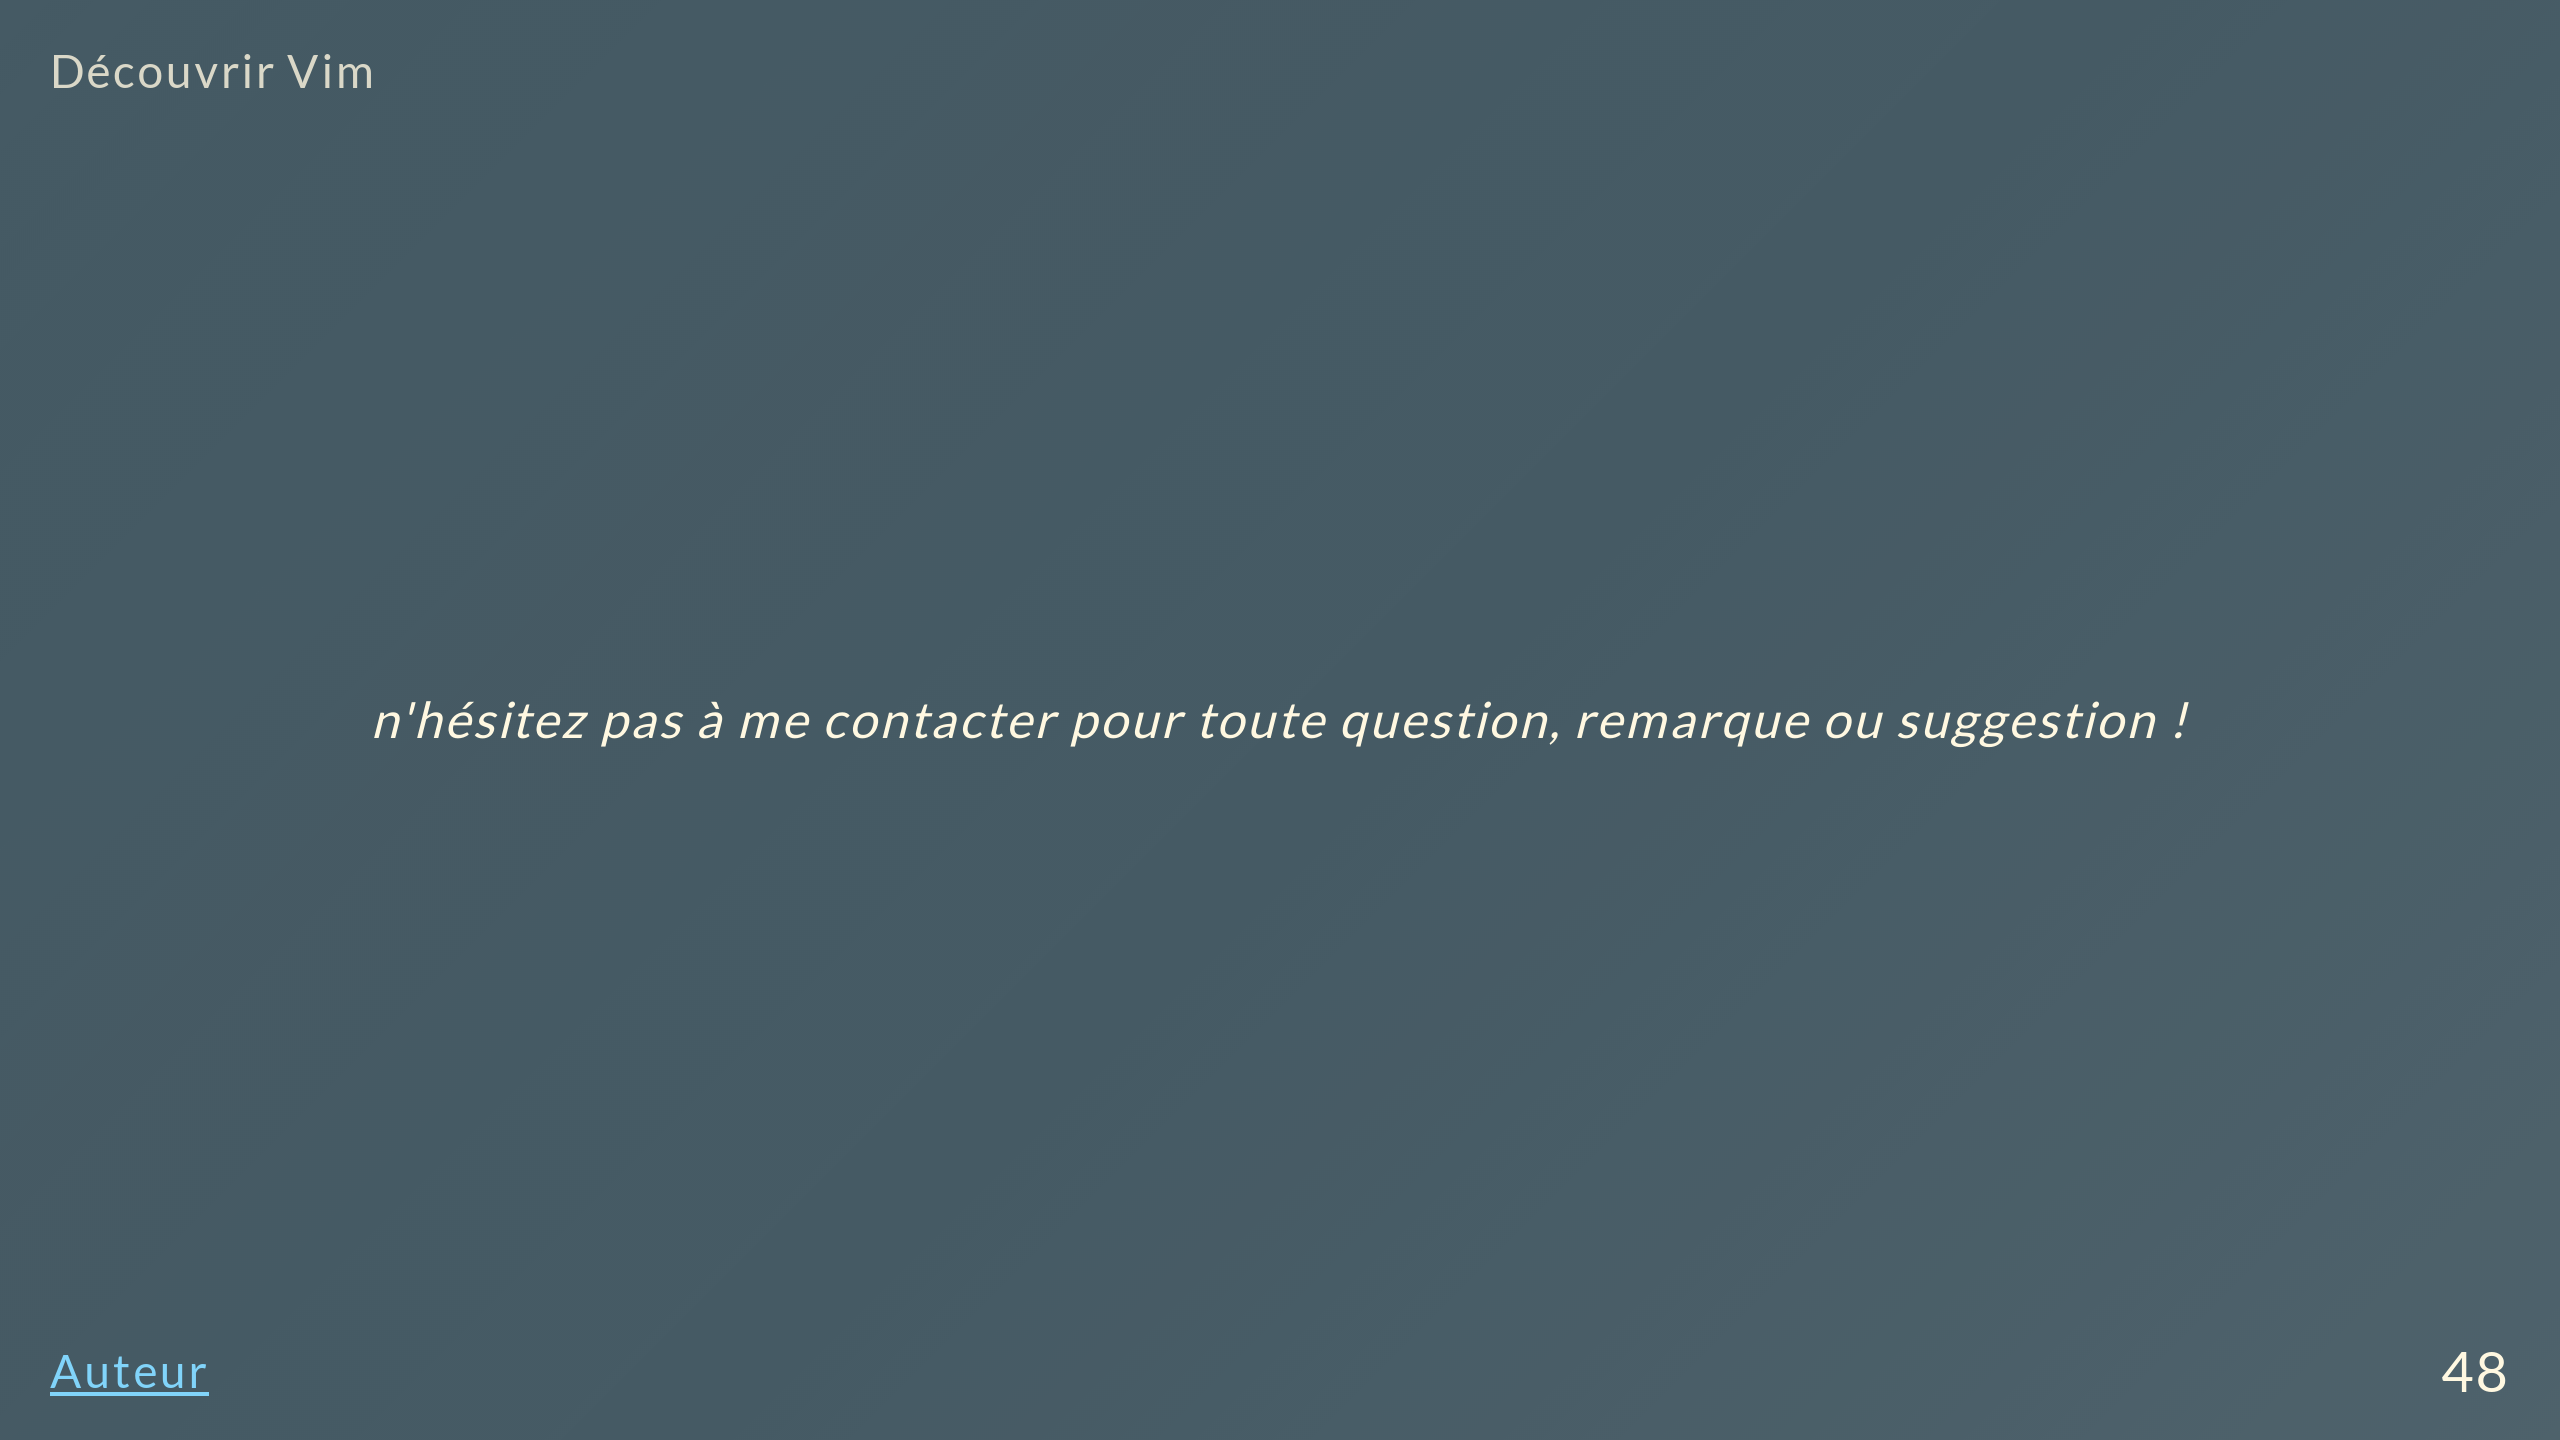 Découvrir Vim
n'hésitez pas à me contacter pour toute question, remarque ou suggestion !
Auteur
48